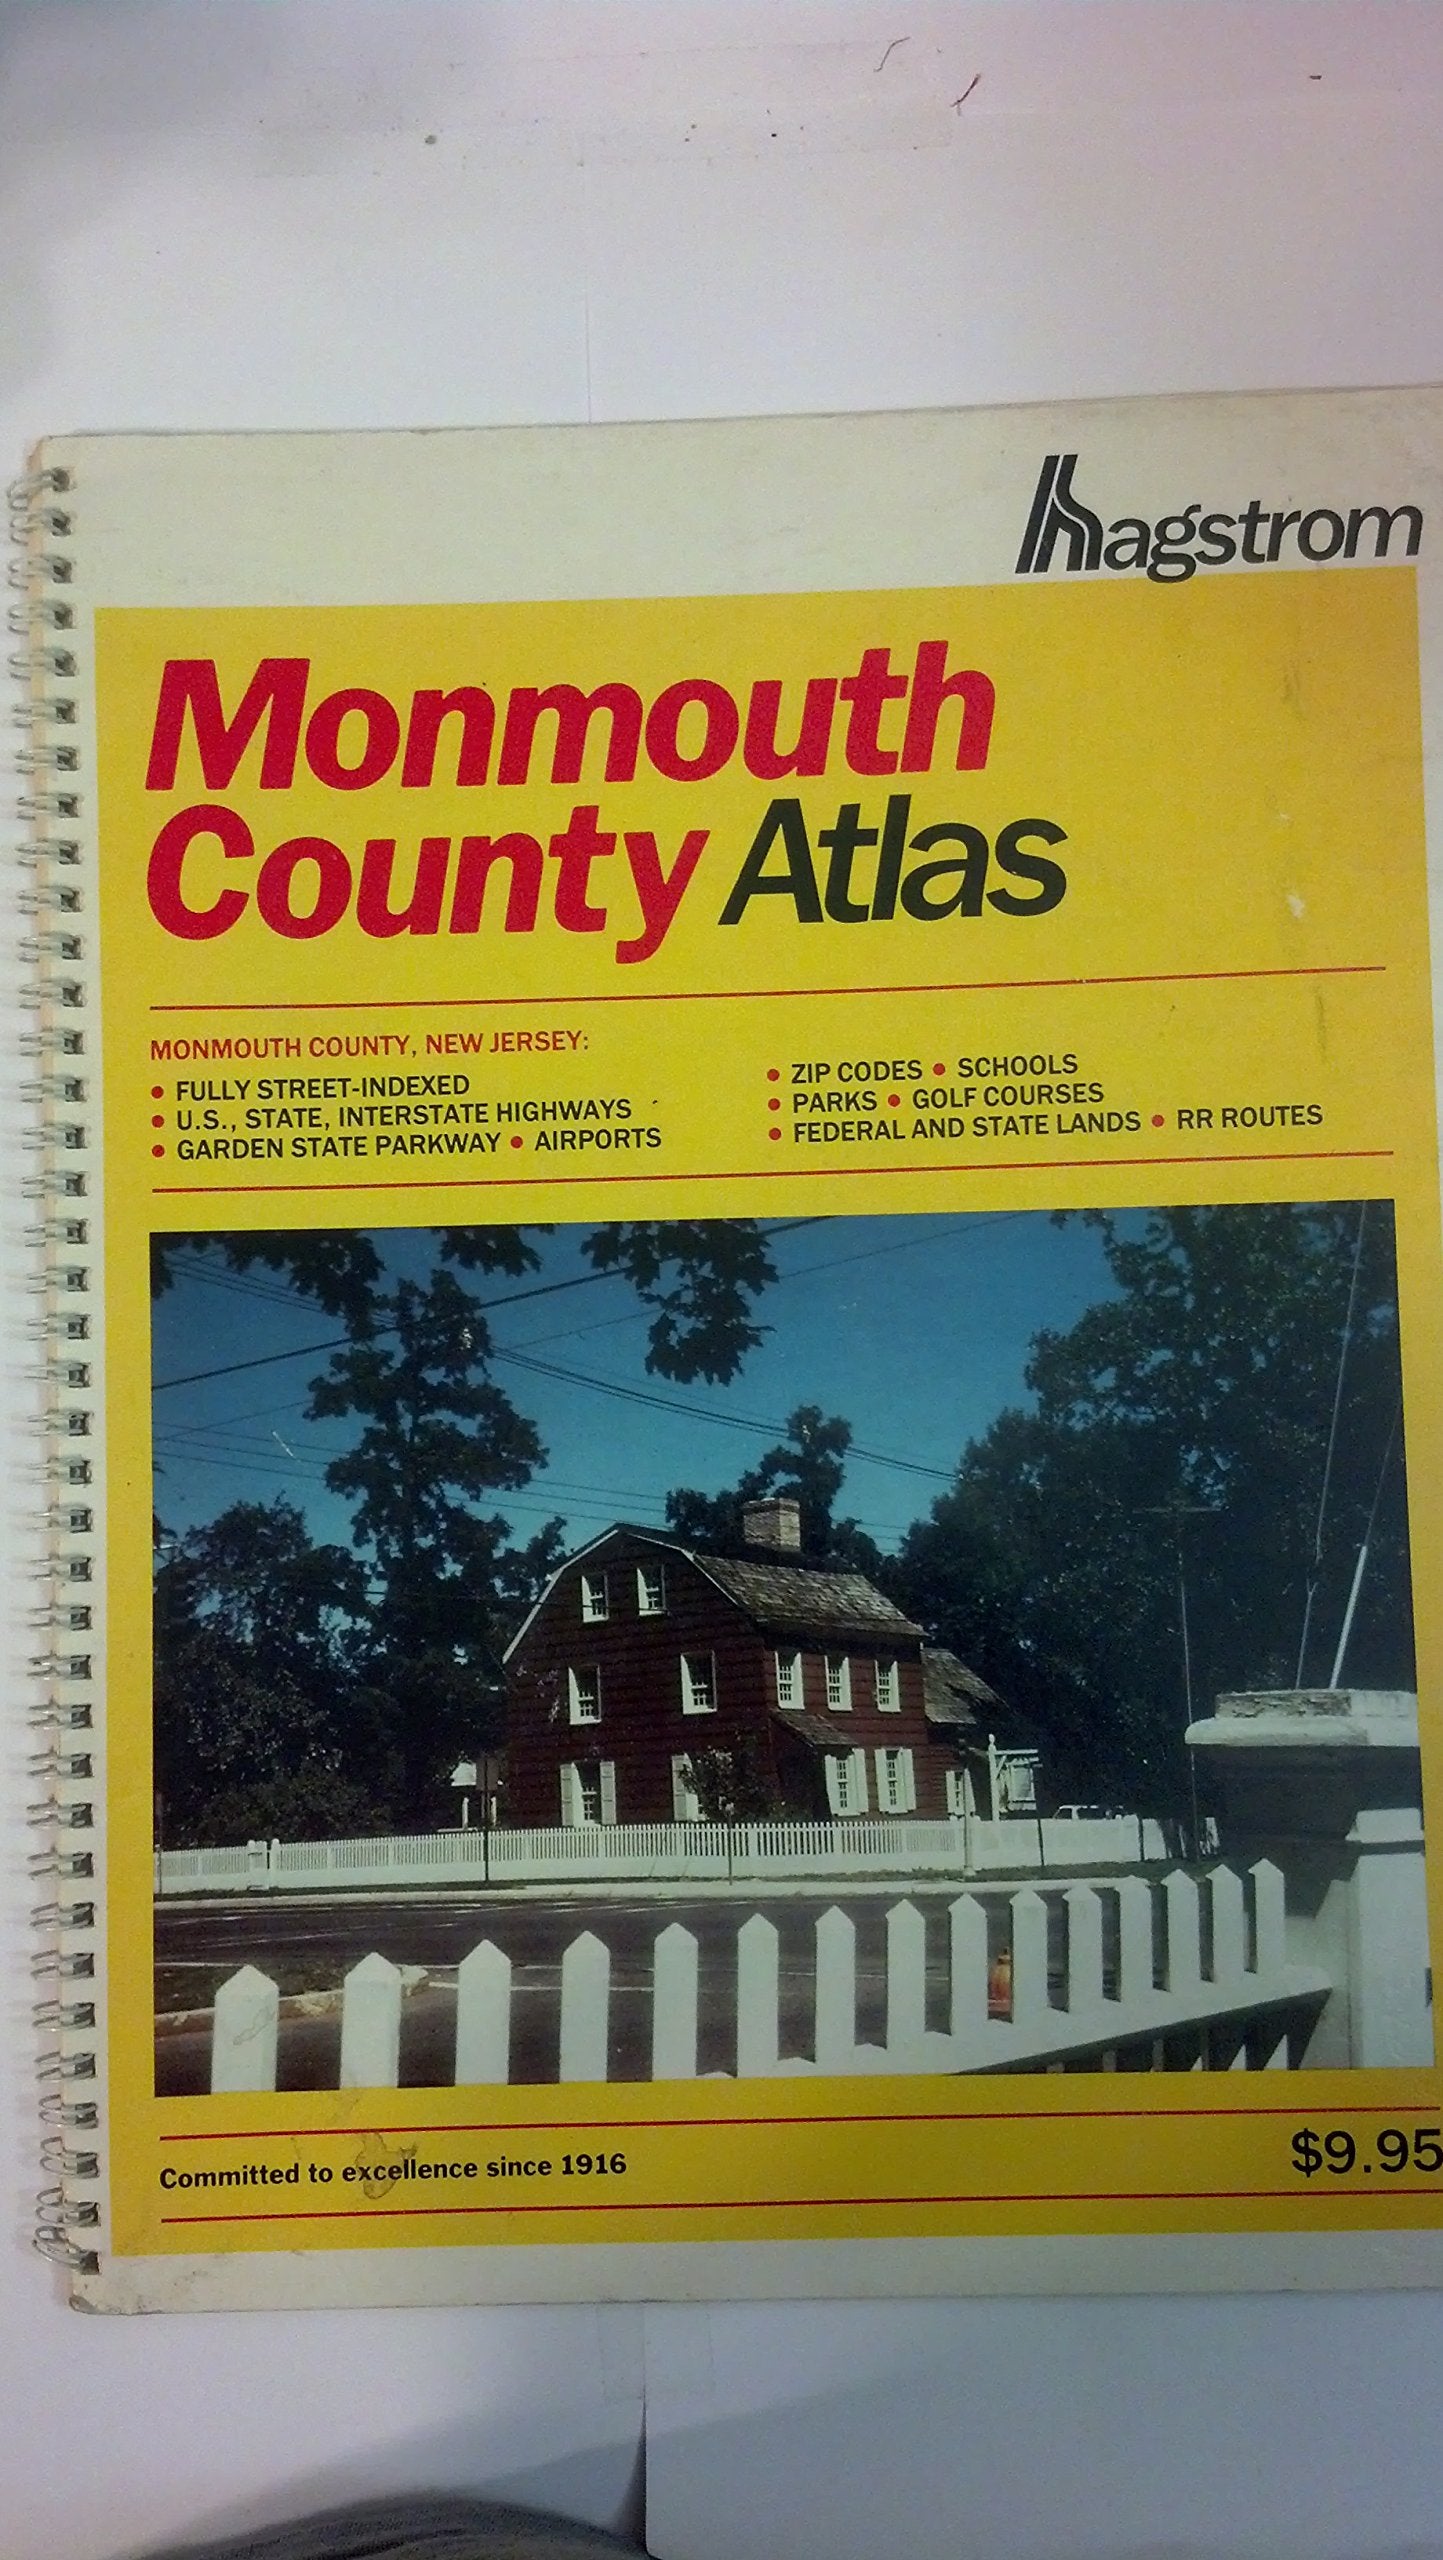 hagstrom
Monmouth
County Atlas
MONMOUTH COUNTY, NEW JERSEY:
• FULLY STREET-INDEXED
• U.S., STATE, INTERSTATE HIGHWAYS
• GARDEN STATE PARKWAY • AIRPORTS
• ZIP CODES • SCHOOLS
• PARKS • GOLF COURSES
• FEDERAL AND STATE LANDS • RR ROUTES
Committed to excellence since 1916
$9.95